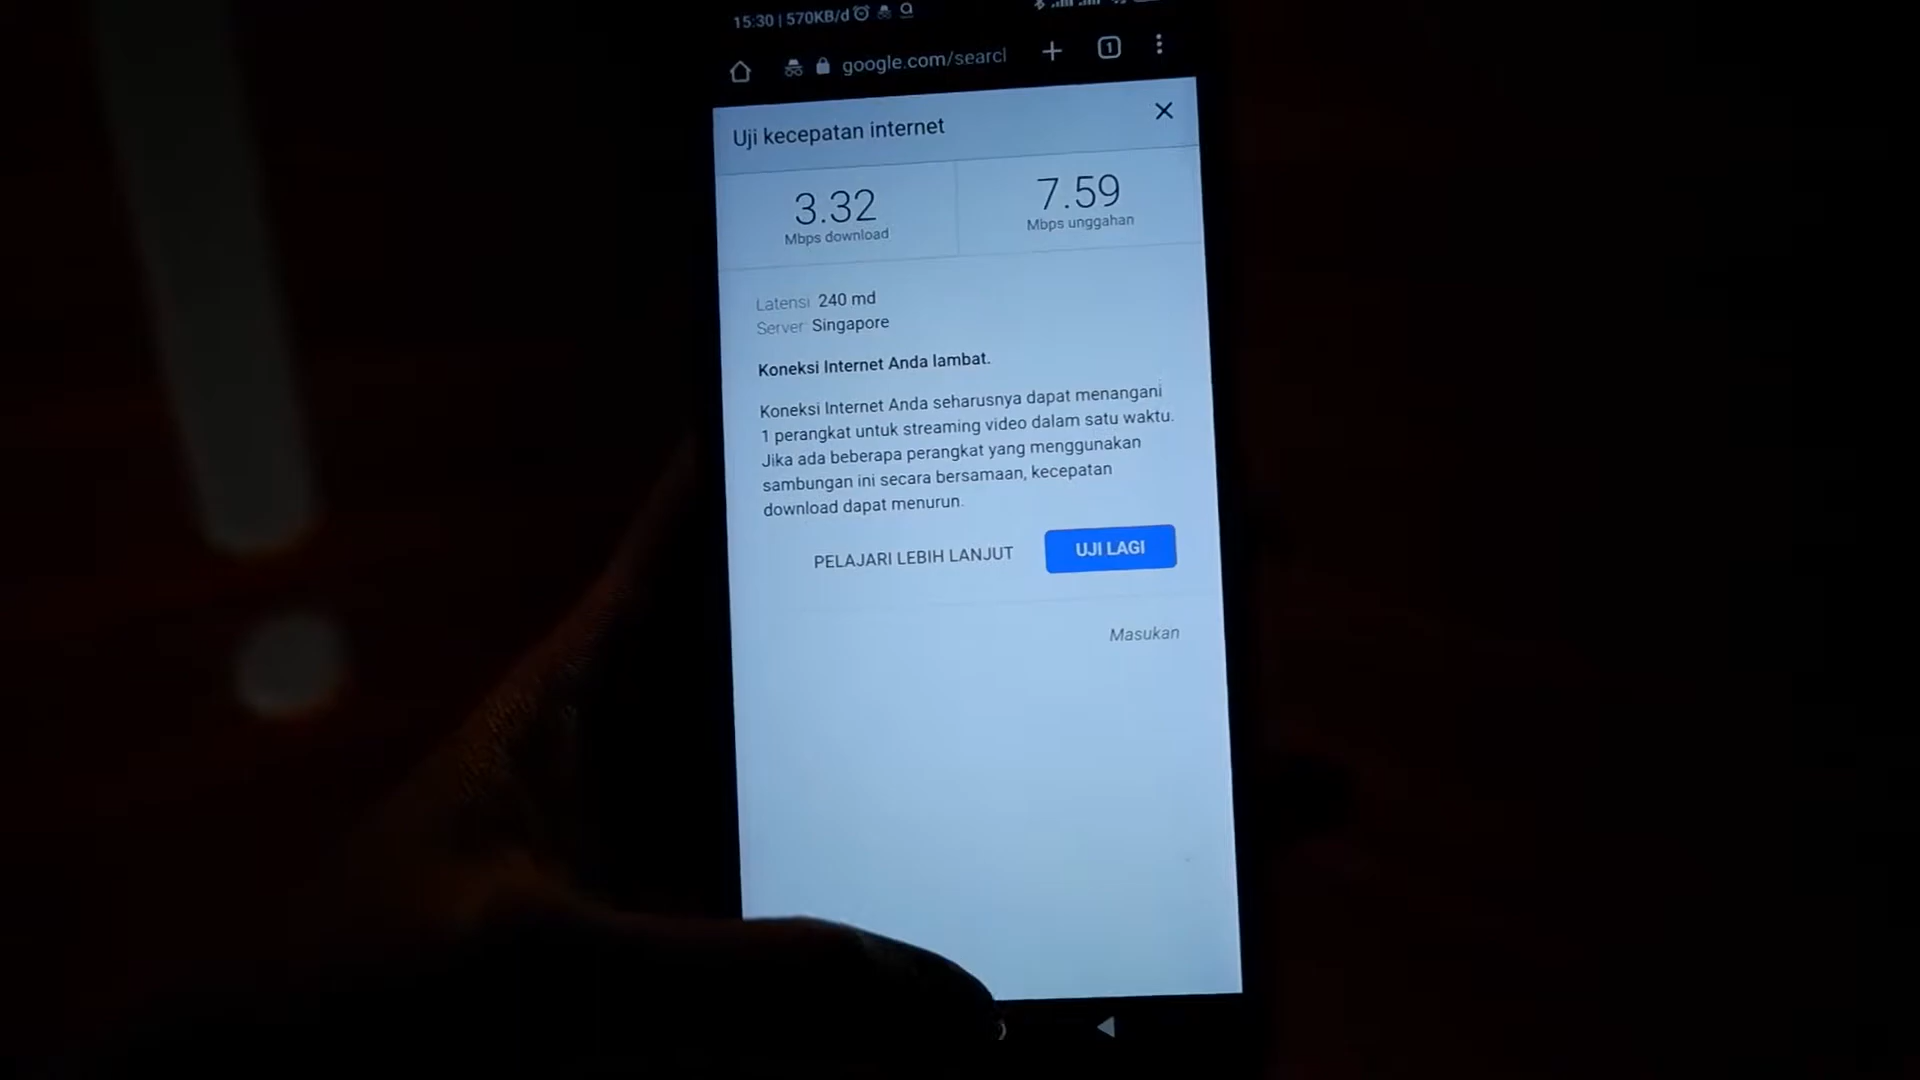 15:30 | 570KB/d
google.com/search
1
Uji kecepatan internet
3.32
Mbps download
7.59
Mbps unggahan
Latensi 240 md
Server Singapore
Koneksi Internet Anda lambat.
Koneksi Internet Anda seharusnya dapat menangani
1 perangkat untuk streaming video dalam satu waktu.
Jika ada beberapa perangkat yang menggunakan
sambungan ini secara bersamaan, kecepatan
download dapat menurun.
PELAJARI LEBIH LANJUT
UJI LAGI
Masukan